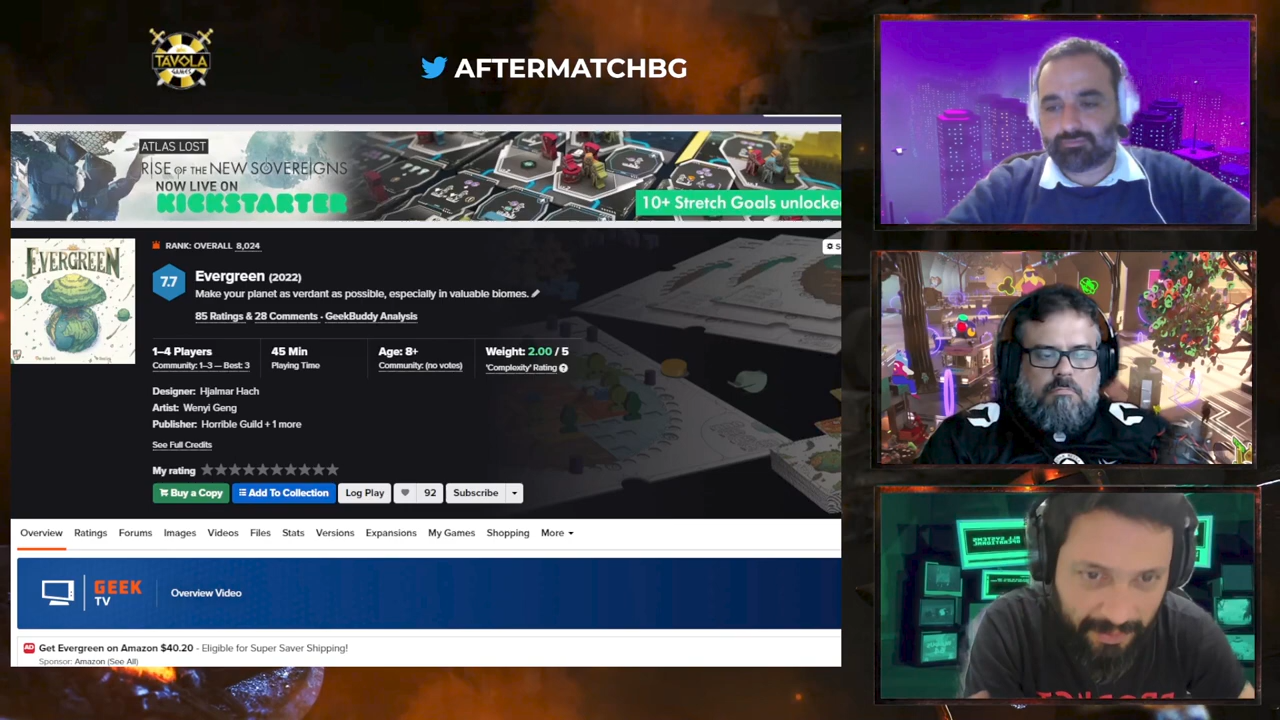 TAVOLA
GAMES
AFTERMATCHBG
ATLAS LOST
RISE OF THE NEW SOVEREIGNS
NOW LIVE ON
KICKSTARTER
10+ Stretch Goals unlocke
EVERGREEN
RANK: OVERALL 8,024
7.7
Evergreen (2022)
Make your planet as verdant as possible, especially in valuable biomes.
85 Ratings & 28 Comments · GeekBuddy Analysis
1–4 Players
Community: 1–3 — Best: 3
45 Min
Playing Time
Age: 8+
Community: (no votes)
Weight: 2.00 / 5
'Complexity' Rating
Designer: Hjalmar Hach
Artist: Wenyi Geng
Publisher: Horrible Guild + 1 more
See Full Credits
My rating
Buy a Copy
Add To Collection
Log Play
92
Subscribe
Overview Ratings Forums Images Videos Files Stats Versions Expansions My Games Shopping More
GEEK
TV
Overview Video
AD Get Evergreen on Amazon $40.20 - Eligible for Super Saver Shipping!
Sponsor: Amazon (See All)
ALL SYSTEMS
OPERATIONAL